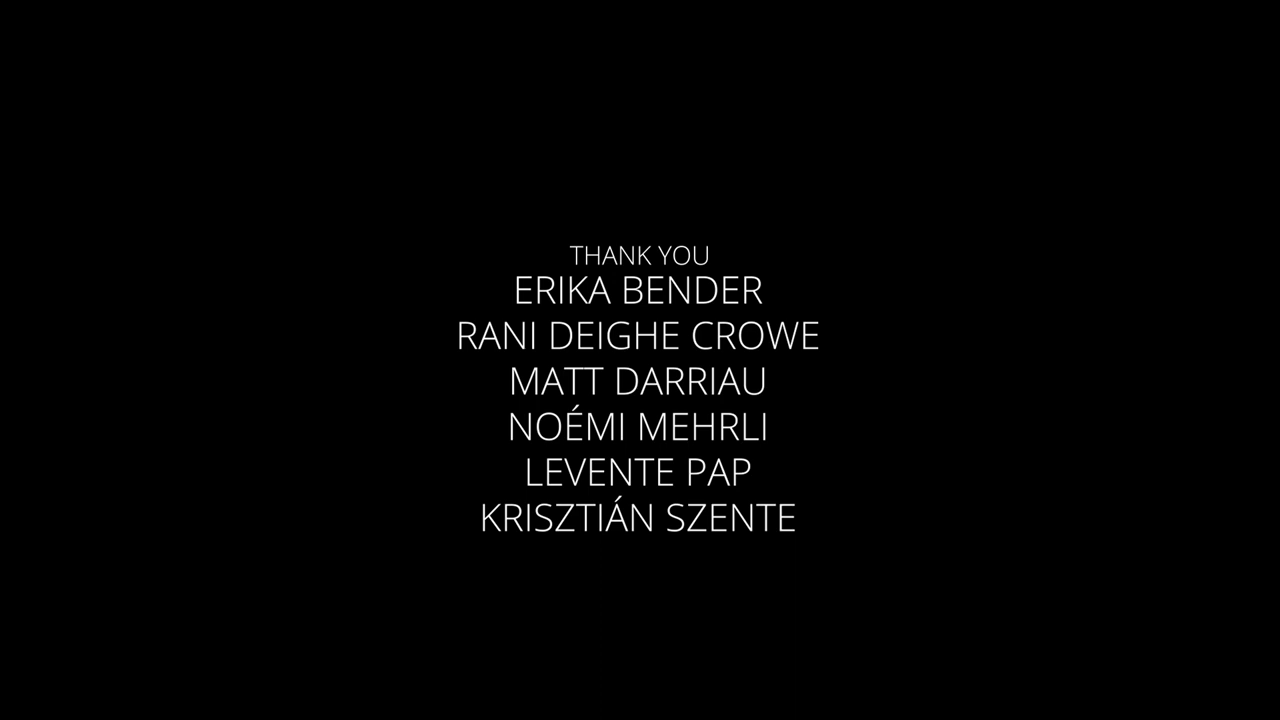 THANK YOU
ERIKA BENDER
RANI DEIGHE CROWE
MATT DARRIAU
NOÉMI MEHRLI
LEVENTE PAP
KRISZTIÁN SZENTE